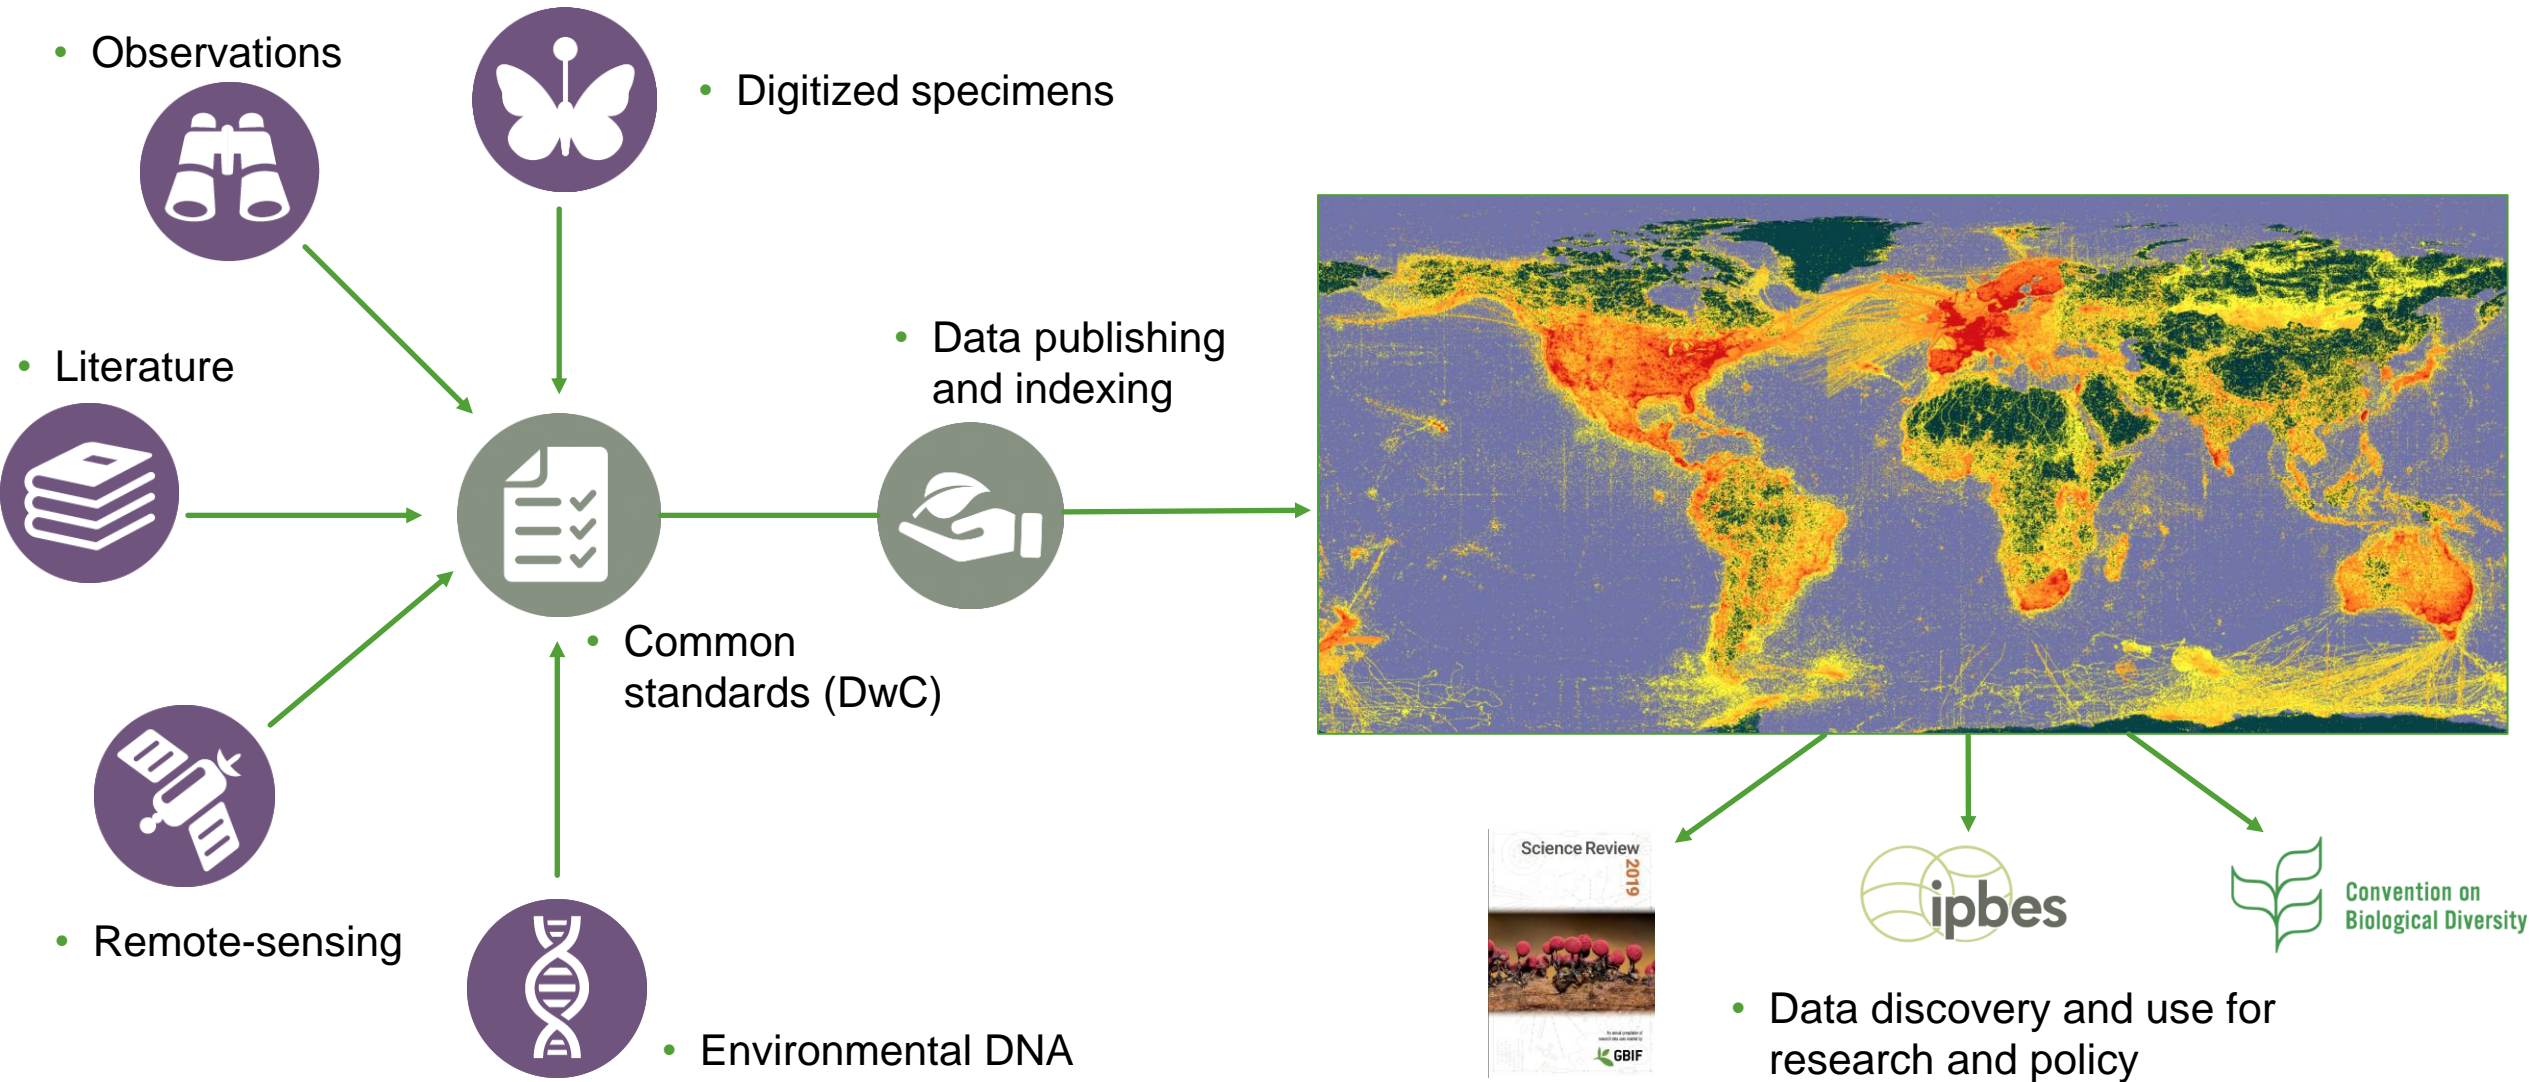 • Observations
• Digitized specimens
• Literature
• Data publishing
and indexing
• Common
standards (DwC)
• Remote-sensing
• Environmental DNA
Science Review
2019
GBIF
ipbes
Convention on
Biological Diversity
• Data discovery and use for
research and policy